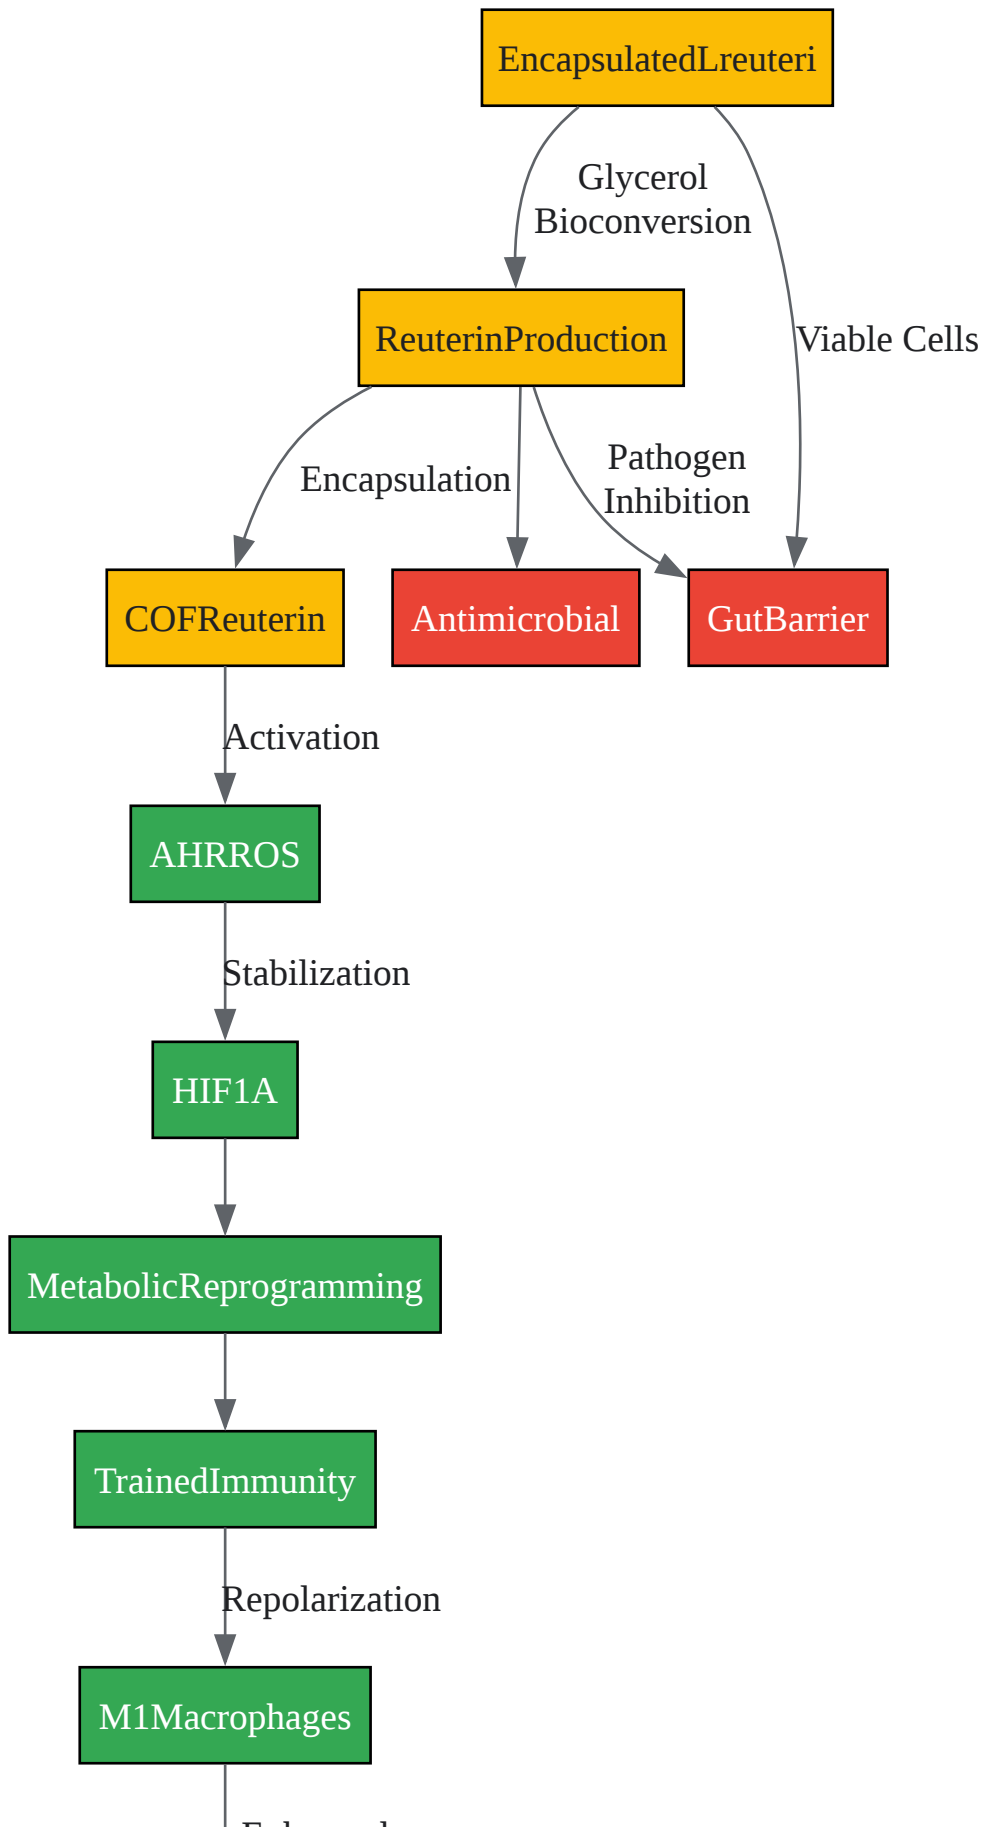 EncapsulatedLreuteri
Glycerol
Bioconversion
ReuterinProduction
Viable Cells
Encapsulation
Pathogen
Inhibition
COFReuterin
Antimicrobial
GutBarrier
Activation
AHRROS
Stabilization
HIF1A
MetabolicReprogramming
TrainedImmunity
Repolarization
M1Macrophages